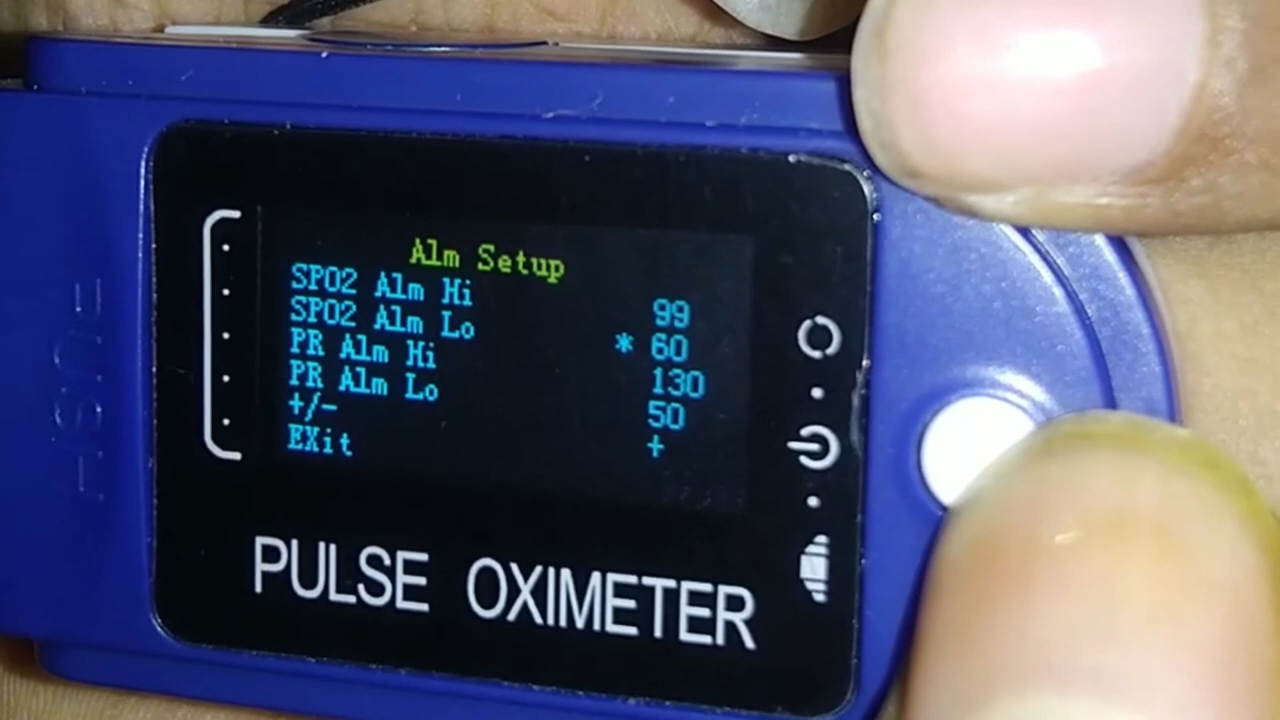 Alm Setup
SPO2 Alm Hi 99
SPO2 Alm Lo * 60
PR Alm Hi 130
PR Alm Lo 50
+/- +
EXit
PULSE OXIMETER